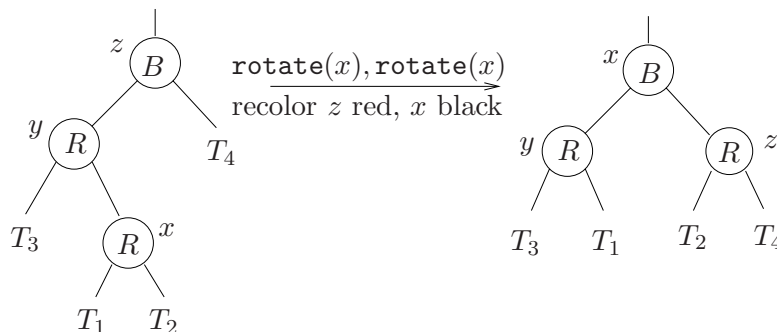 z
B
rotate(x), rotate(x)
recolor z red, x black
x
B
y
R
T₄
y
R
R
z
T₃
R
x
T₃
T₁
T₂
T₄
T₁
T₂